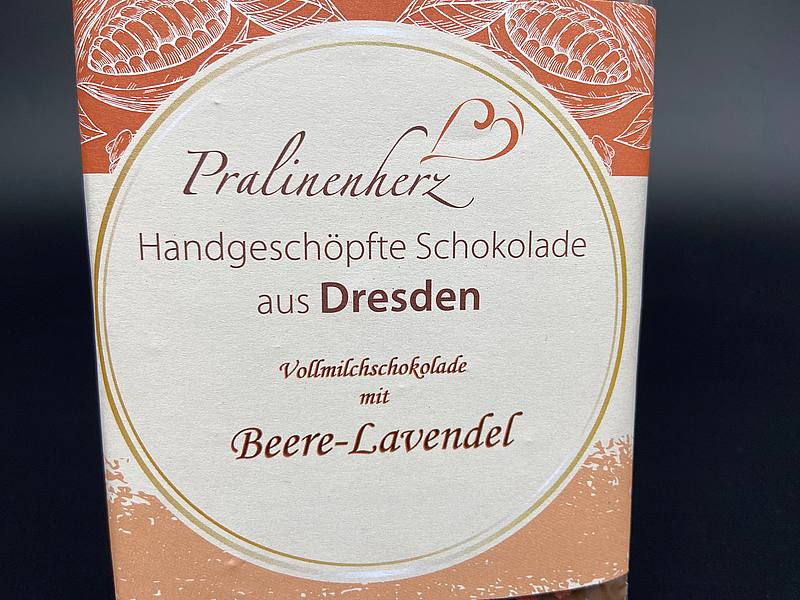 Pralinenherz
Handgeschöpfte Schokolade
aus Dresden
Vollmilchschokolade
mit
Beere-Lavendel